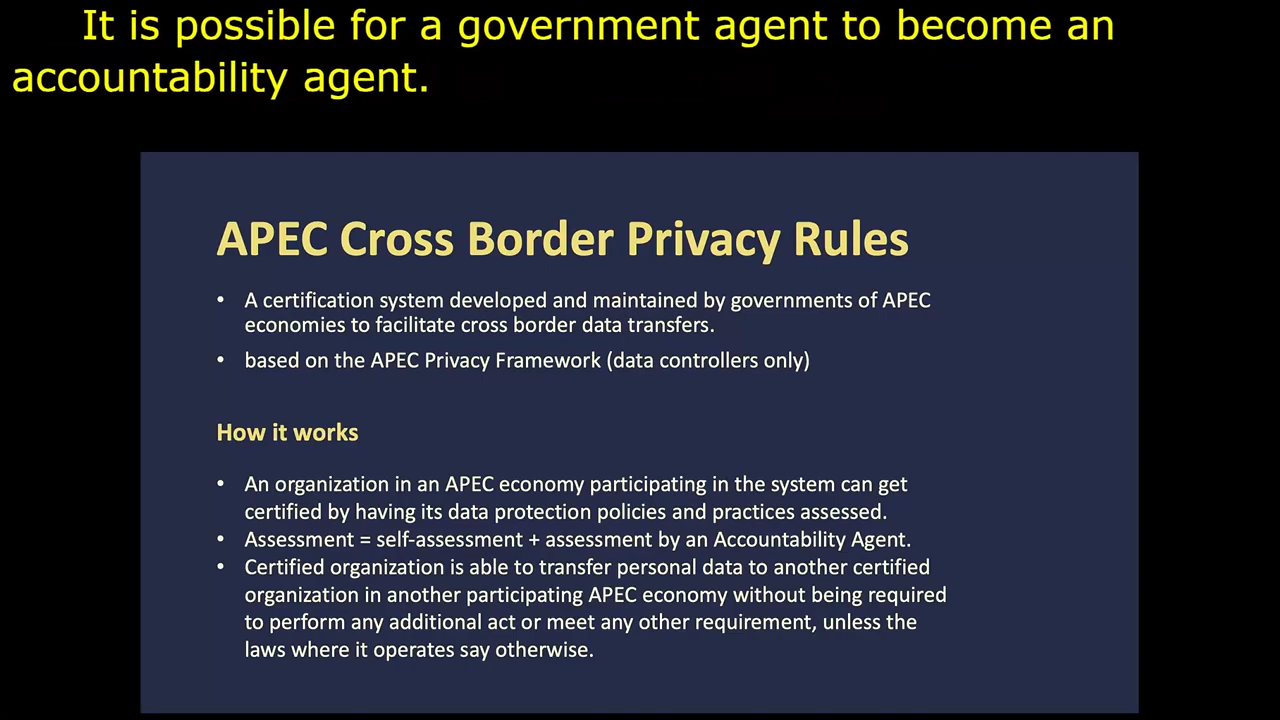 It is possible for a government agent to become an
accountability agent.
APEC Cross Border Privacy Rules
• A certification system developed and maintained by governments of APEC
economies to facilitate cross border data transfers.
• based on the APEC Privacy Framework (data controllers only)
How it works
• An organization in an APEC economy participating in the system can get
certified by having its data protection policies and practices assessed.
• Assessment = self-assessment + assessment by an Accountability Agent.
• Certified organization is able to transfer personal data to another certified
organization in another participating APEC economy without being required
to perform any additional act or meet any other requirement, unless the
laws where it operates say otherwise.